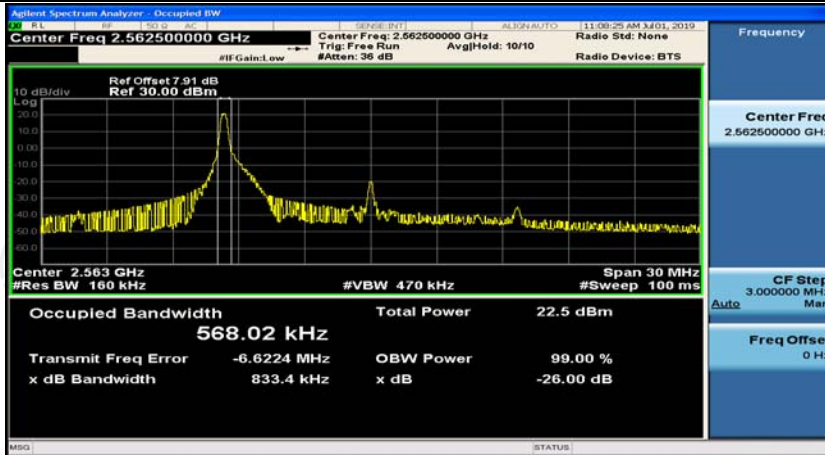 Agilent Spectrum Analyzer - Occupied BW
RL RF 50 Ω AC SENSE:INT ALIGN AUTO 11:08:25 AM Jul 01, 2019
Center Freq 2.562500000 GHz Center Freq: 2.562500000 GHz Radio Std: None Frequency
Trig: Free Run Avg|Hold: 10/10
#IFGain:Low #Atten: 36 dB Radio Device: BTS
Ref Offset 7.91 dB
10 dB/div Ref 30.00 dBm
Log
20.0
10.0
0.00
-10.0
-20.0
-30.0
-40.0
-50.0
-60.0
Center Freq
2.562500000 GHz
Center 2.563 GHz Span 30 MHz
#Res BW 160 kHz #VBW 470 kHz #Sweep 100 ms
CF Step
3.000000 MHz
Auto Man
Occupied Bandwidth Total Power 22.5 dBm
568.02 kHz
Transmit Freq Error -6.6224 MHz OBW Power 99.00 %
x dB Bandwidth 833.4 kHz x dB -26.00 dB
Freq Offset
0 Hz
MSG STATUS